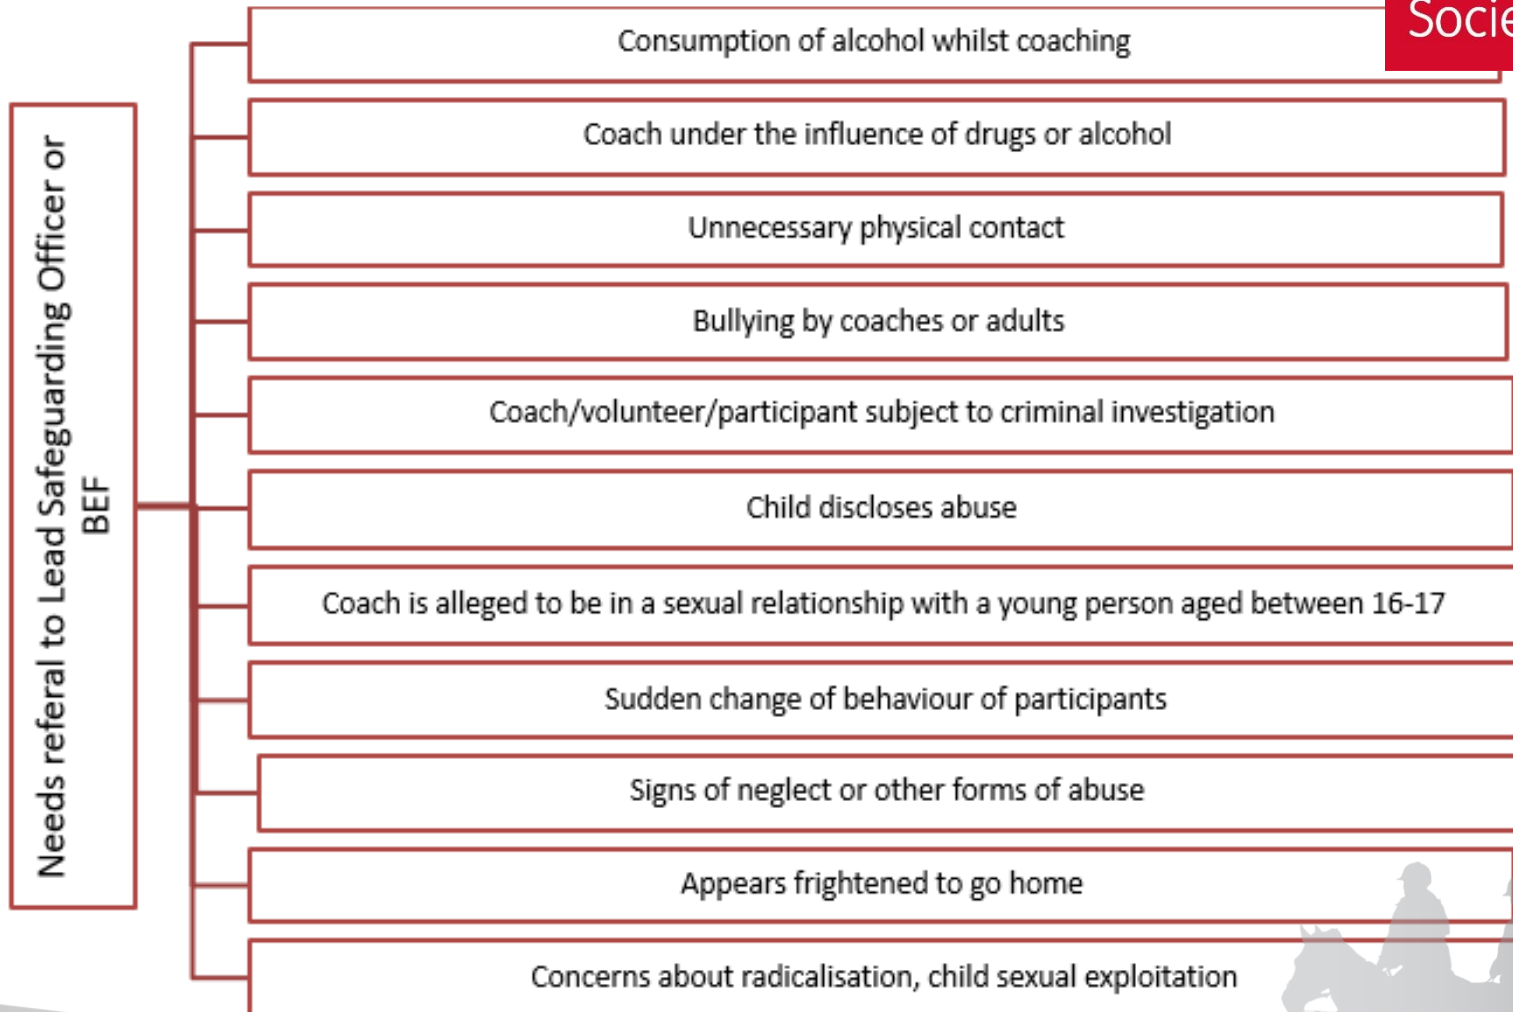 Socie
Consumption of alcohol whilst coaching
Coach under the influence of drugs or alcohol
Unnecessary physical contact
Bullying by coaches or adults
Coach/volunteer/participant subject to criminal investigation
Child discloses abuse
Coach is alleged to be in a sexual relationship with a young person aged between 16-17
Sudden change of behaviour of participants
Signs of neglect or other forms of abuse
Appears frightened to go home
Concerns about radicalisation, child sexual exploitation
Needs referal to Lead Safeguarding Officer or
BEF